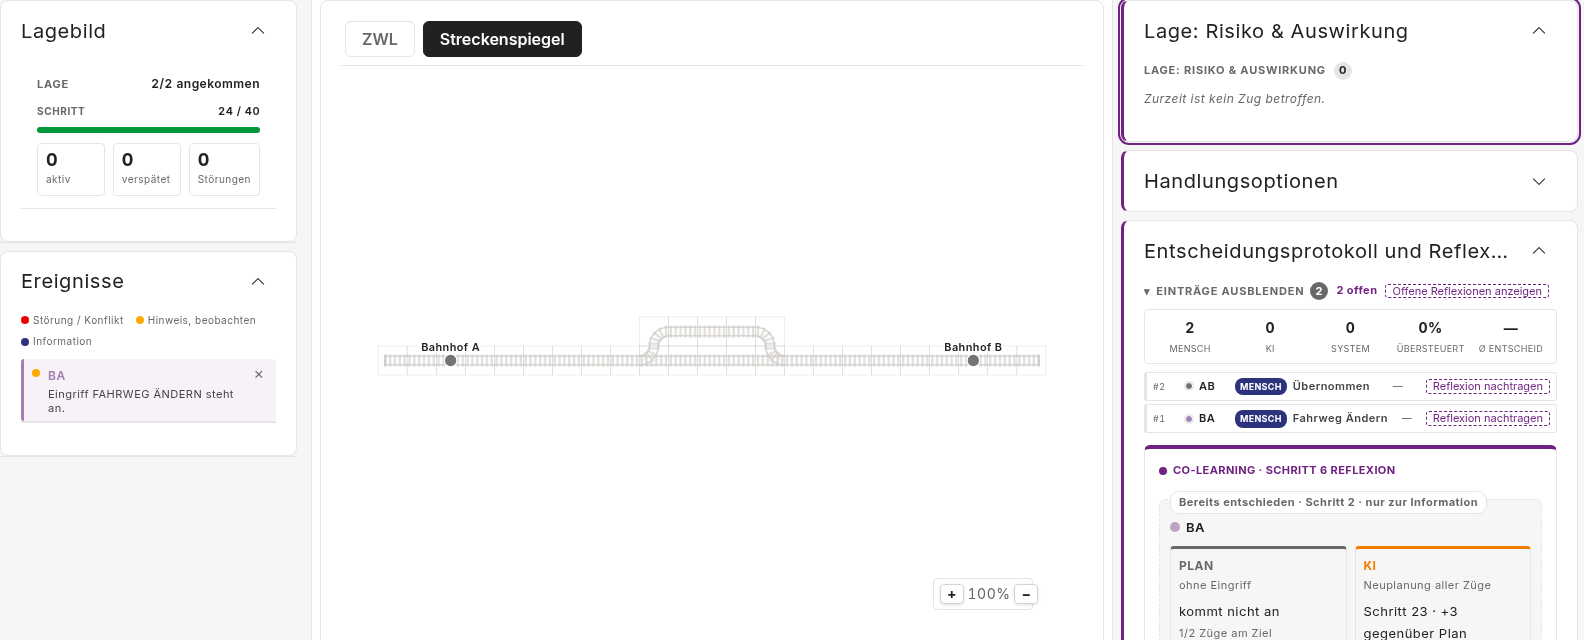 Lagebild
LAGE 2/2 angekommen
SCHRITT 24 / 40
0 0 0
aktiv verspätet Störungen
Ereignisse
Störung / Konflikt Hinweis, beobachten
Information
BA ×
Eingriff FAHRWEG ÄNDERN steht
an.
ZWL Streckenspiegel
Bahnhof A Bahnhof B
+ 100% −
Lage: Risiko & Auswirkung
LAGE: RISIKO & AUSWIRKUNG 0
Zurzeit ist kein Zug betroffen.
Handlungsoptionen
Entscheidungsprotokoll und Reflex...
▾ EINTRÄGE AUSBLENDEN 2 2 offen Offene Reflexionen anzeigen
2 0 0 0% —
MENSCH KI SYSTEM ÜBERSTEUERT Ø ENTSCHEID
#2 AB MENSCH Übernommen — Reflexion nachtragen
#1 BA MENSCH Fahrweg Ändern — Reflexion nachtragen
CO-LEARNING · SCHRITT 6 REFLEXION
Bereits entschieden · Schritt 2 · nur zur Information
BA
PLAN
ohne Eingriff
kommt nicht an
1/2 Züge am Ziel
KI
Neuplanung aller Züge
Schritt 23 · +3
gegenüber Plan